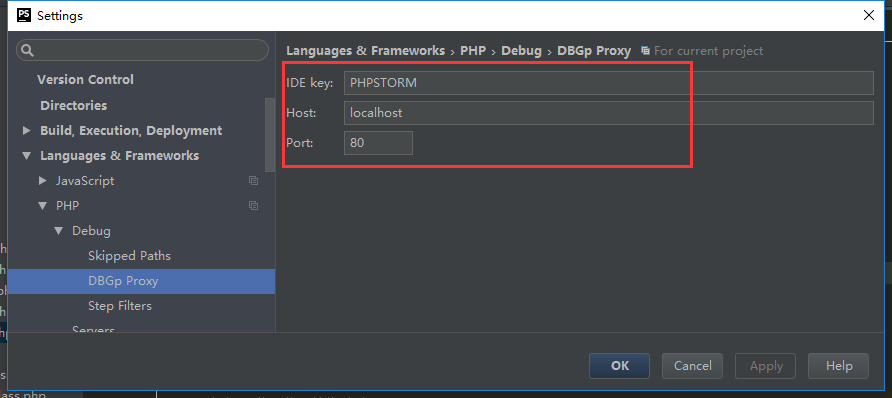 PS Settings
Languages & Frameworks › PHP › Debug › DBGp Proxy For current project
Version Control
Directories
Build, Execution, Deployment
Languages & Frameworks
JavaScript
PHP
Debug
Skipped Paths
DBGp Proxy
Step Filters
Servers
IDE key: PHPSTORM
Host: localhost
Port: 80
OK Cancel Apply Help